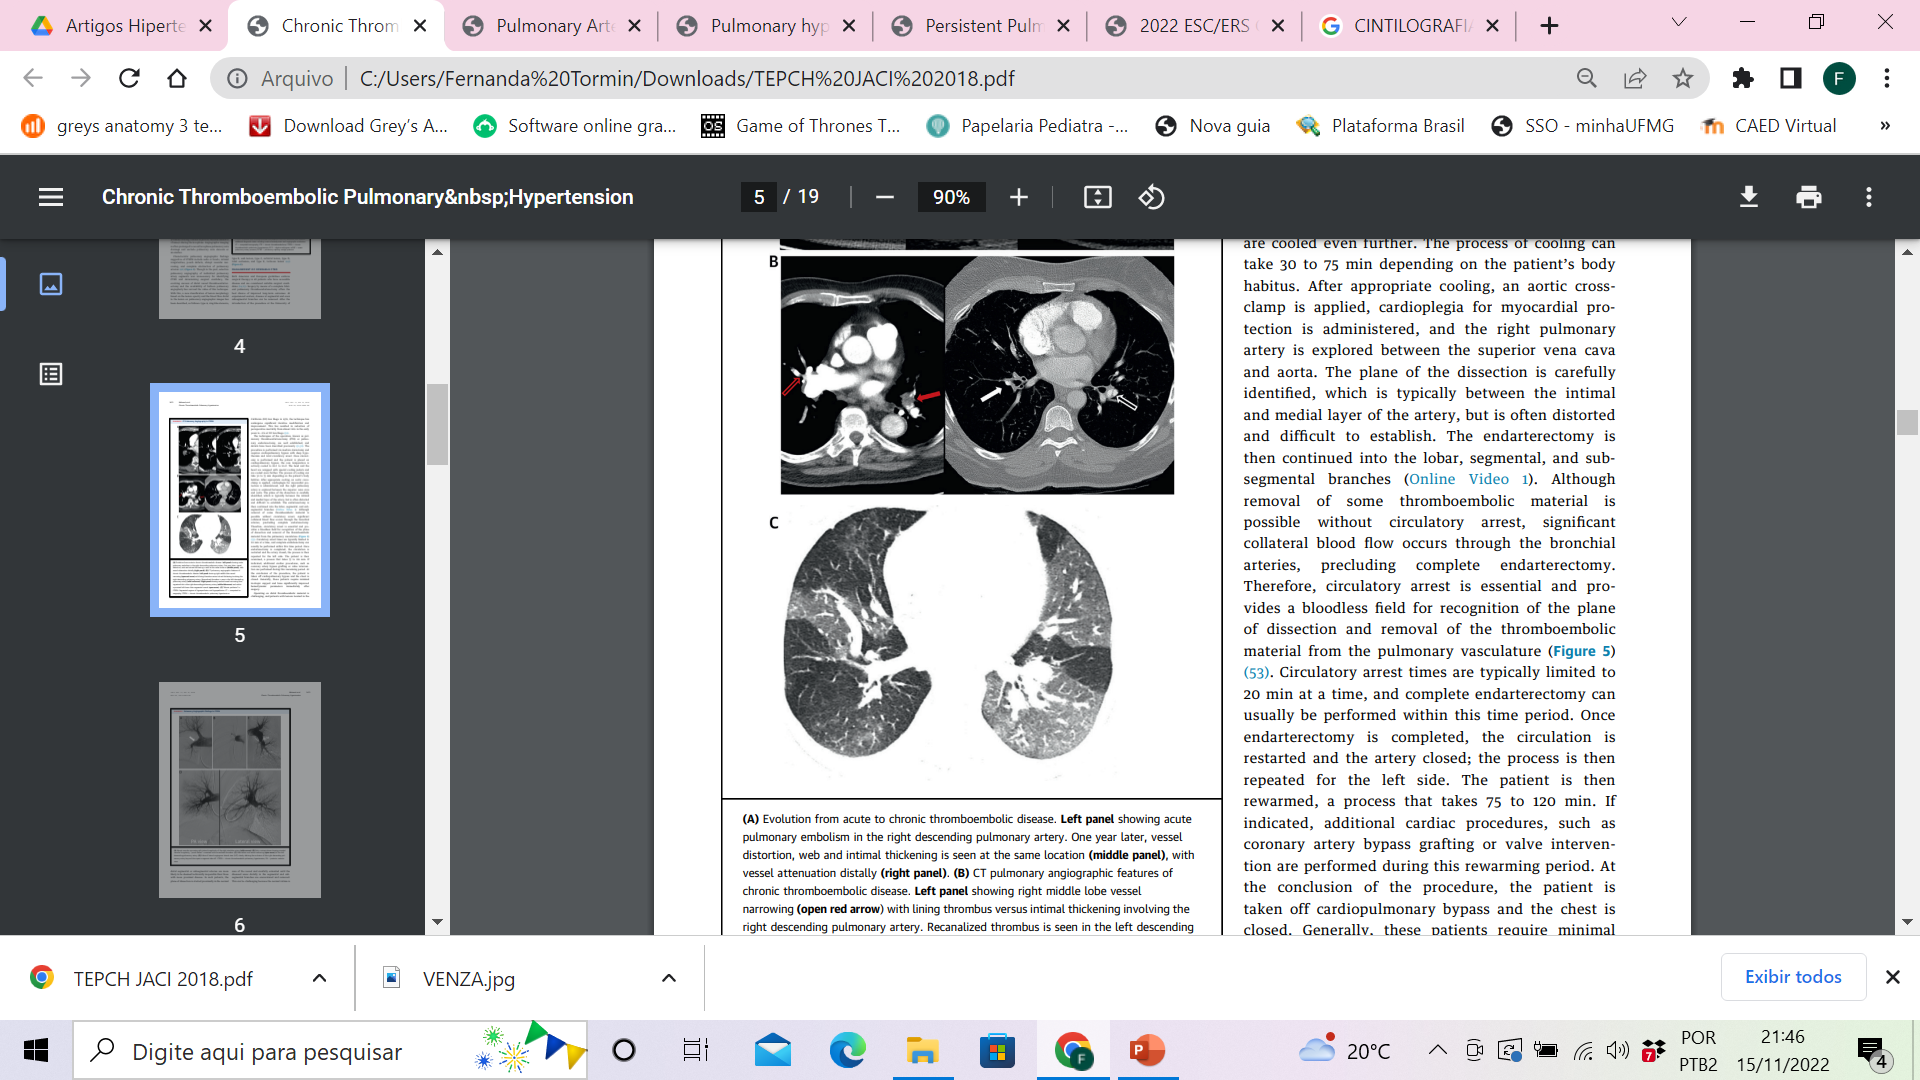 Artigos Hiperte
Chronic Throm
Pulmonary Arte
Pulmonary hyp
Persistent Pulm
2022 ESC/ERS
CINTILOGRAFIA
Arquivo
C:/Users/Fernanda%20Tormin/Downloads/TEPCH%20JACI%202018.pdf
F
greys anatomy 3 te...
Download Grey's A...
Software online gra...
Game of Thrones T...
Papelaria Pediatra -...
Nova guia
Plataforma Brasil
SSO - minhaUFMG
CAED Virtual
»
Chronic Thromboembolic Pulmonary&nbsp;Hypertension
5 / 19
90%
4
5
6
B
C
(A) Evolution from acute to chronic thromboembolic disease. Left panel showing acute
pulmonary embolism in the right descending pulmonary artery. One year later, vessel
distortion, web and intimal thickening is seen at the same location (middle panel), with
vessel attenuation distally (right panel). (B) CT pulmonary angiographic features of
chronic thromboembolic disease. Left panel showing right middle lobe vessel
narrowing (open red arrow) with lining thrombus versus intimal thickening involving the
right descending pulmonary artery. Recanalized thrombus is seen in the left descending
are cooled even further. The process of cooling can
take 30 to 75 min depending on the patient's body
habitus. After appropriate cooling, an aortic cross-
clamp is applied, cardioplegia for myocardial pro-
tection is administered, and the right pulmonary
artery is explored between the superior vena cava
and aorta. The plane of the dissection is carefully
identified, which is typically between the intimal
and medial layer of the artery, but is often distorted
and difficult to establish. The endarterectomy is
then continued into the lobar, segmental, and sub-
segmental branches (Online Video 1). Although
removal of some thromboembolic material is
possible without circulatory arrest, significant
collateral blood flow occurs through the bronchial
arteries, precluding complete endarterectomy.
Therefore, circulatory arrest is essential and pro-
vides a bloodless field for recognition of the plane
of dissection and removal of the thromboembolic
material from the pulmonary vasculature (Figure 5)
(53). Circulatory arrest times are typically limited to
20 min at a time, and complete endarterectomy can
usually be performed within this time period. Once
endarterectomy is completed, the circulation is
restarted and the artery closed; the process is then
repeated for the left side. The patient is then
rewarmed, a process that takes 75 to 120 min. If
indicated, additional cardiac procedures, such as
coronary artery bypass grafting or valve interven-
tion are performed during this rewarming period. At
the conclusion of the procedure, the patient is
taken off cardiopulmonary bypass and the chest is
closed. Generally, these patients require minimal
TEPCH JACI 2018.pdf
VENZA.jpg
Exibir todos
Digite aqui para pesquisar
20°C
7
POR
PTB2
21:46
15/11/2022
4